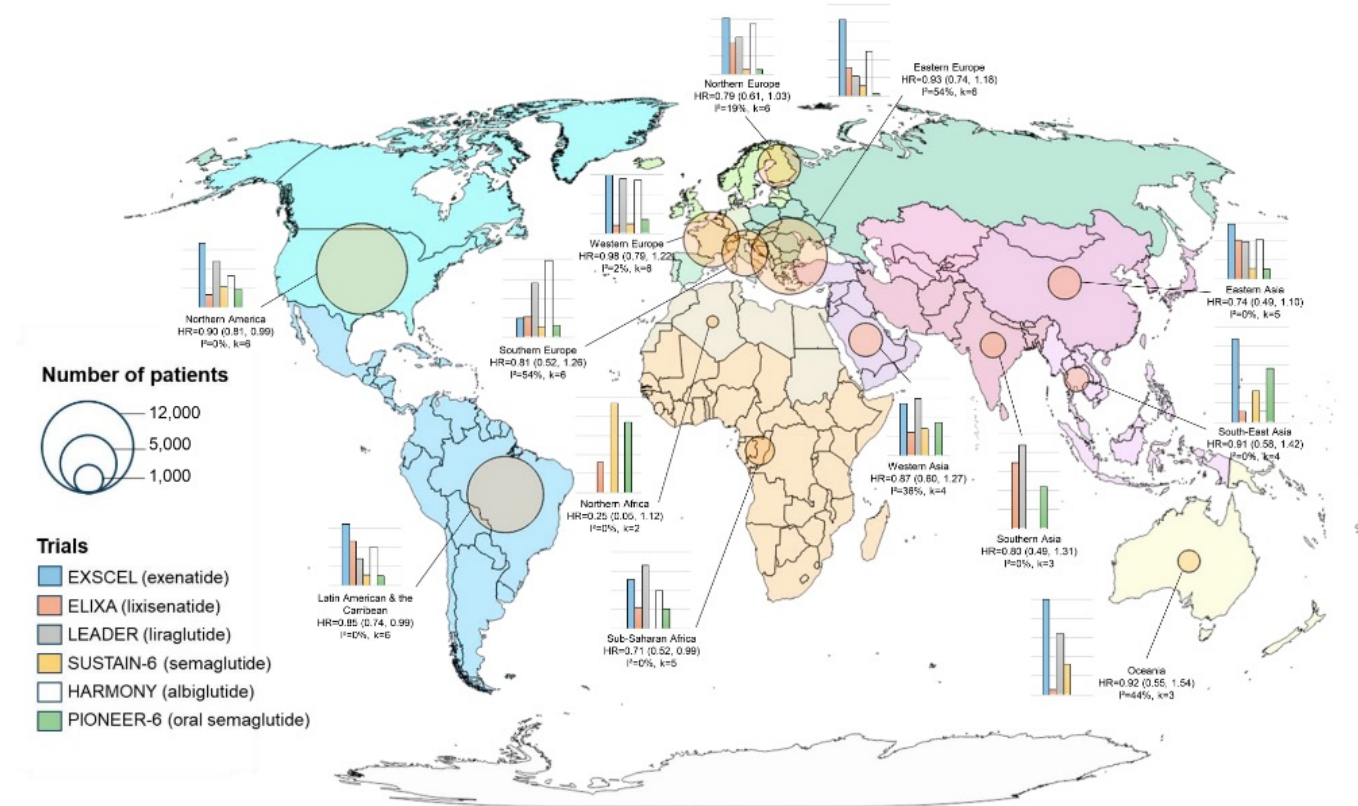 Northern Europe
HR=0.79 (0.61, 1.03)
I²=19%, k=6
Eastern Europe
HR=0.93 (0.74, 1.18)
I²=54%, k=6
Western Europe
HR=0.98 (0.79, 1.22)
I²=2%, k=6
Northern America
HR=0.90 (0.81, 0.99)
I²=0%, k=6
Southern Europe
HR=0.81 (0.52, 1.26)
I²=54%, k=6
Eastern Asia
HR=0.74 (0.49, 1.10)
I²=0%, k=5
South-East Asia
HR=0.91 (0.58, 1.42)
I²=0%, k=4
Western Asia
HR=0.87 (0.60, 1.27)
I²=36%, k=4
Northern Africa
HR=0.25 (0.05, 1.12)
I²=0%, k=2
Southern Asia
HR=0.80 (0.49, 1.31)
I²=0%, k=3
Latin American & the
Carribean
HR=0.85 (0.74, 0.99)
I²=0%, k=6
Sub-Saharan Africa
HR=0.71 (0.52, 0.99)
I²=0%, k=5
Oceania
HR=0.92 (0.55, 1.54)
I²=44%, k=3
Number of patients
12,000
5,000
1,000
Trials
EXSCEL (exenatide)
ELIXA (lixisenatide)
LEADER (liraglutide)
SUSTAIN-6 (semaglutide)
HARMONY (albiglutide)
PIONEER-6 (oral semaglutide)